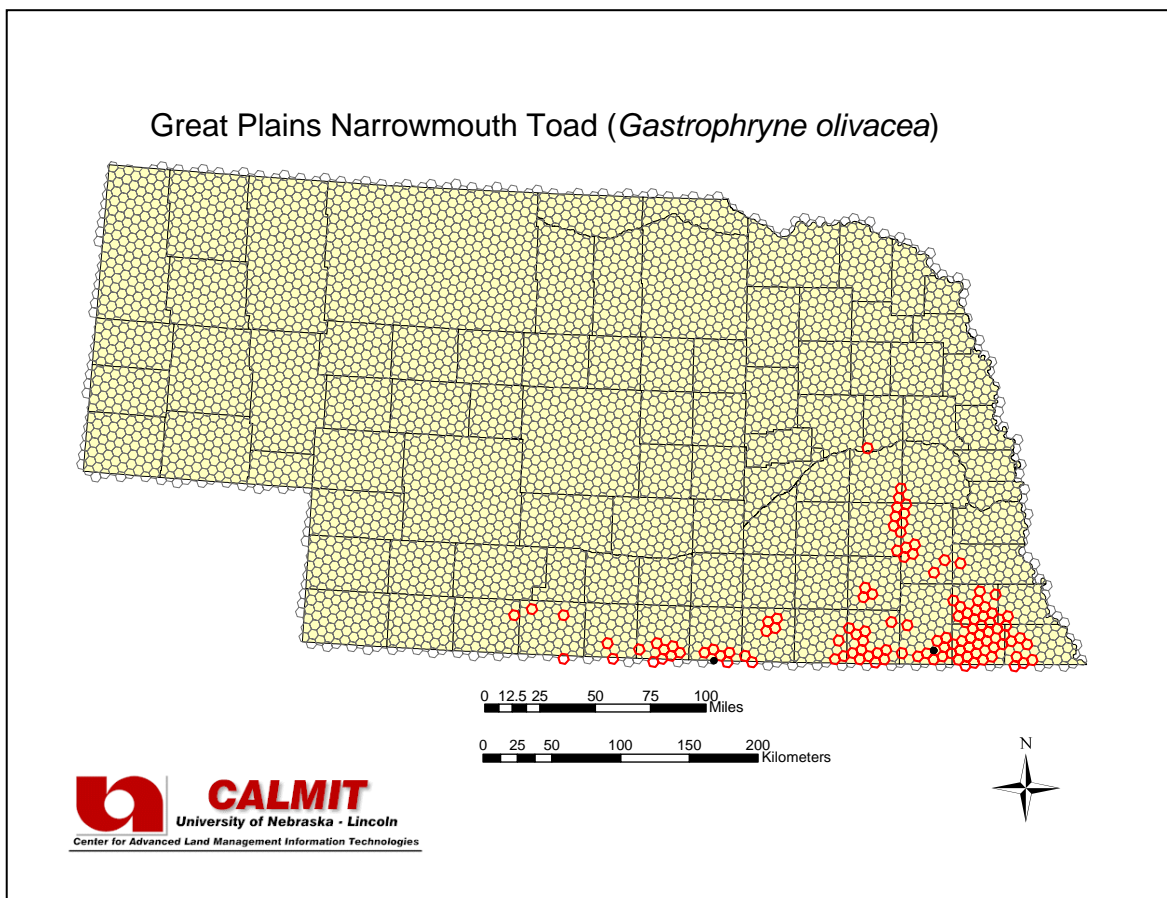 Great Plains Narrowmouth Toad (Gastrophryne olivacea)
0 12.5 25 50 75 100
Miles
0 25 50 100 150 200
Kilometers
N
CALMIT
University of Nebraska - Lincoln
Center for Advanced Land Management Information Technologies